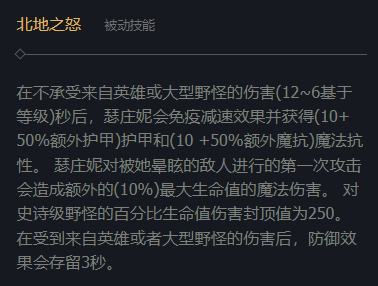 北地之怒 被动技能
在不承受来自英雄或大型野怪的伤害(12~6基于
等级)秒后，瑟庄妮会免疫减速效果并获得(10+
50%额外护甲)护甲和(10 +50%额外魔抗)魔法抗
性。 瑟庄妮对被她晕眩的敌人进行的第一次攻击
会造成额外的(10%)最大生命值的魔法伤害。 对
史诗级野怪的百分比生命值伤害封顶值为250。
在受到来自英雄或者大型野怪的伤害后，防御效
果会存留3秒。